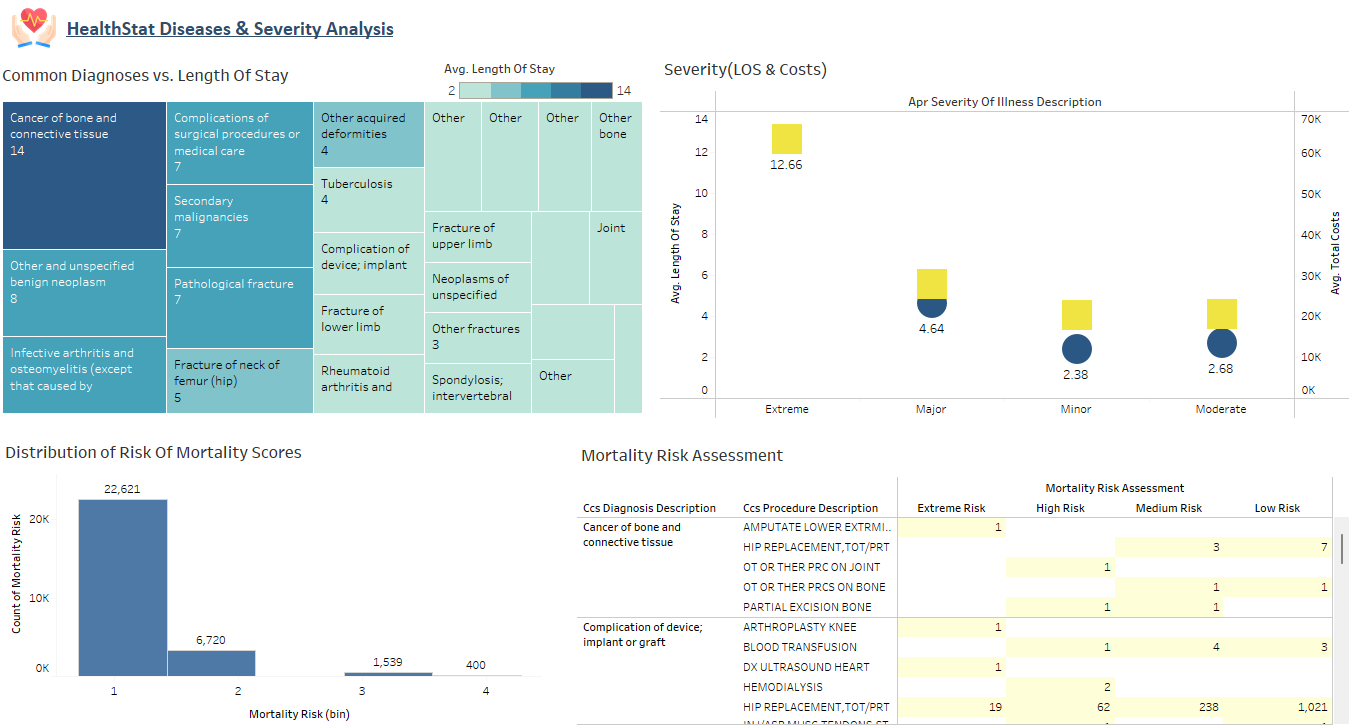 HealthStat Diseases & Severity Analysis
Common Diagnoses vs. Length Of Stay
Avg. Length Of Stay
2
14
Cancer of bone and
connective tissue
14
Other and unspecified
benign neoplasm
8
Infective arthritis and
osteomyelitis (except
that caused by
Complications of
surgical procedures or
medical care
7
Secondary
malignancies
7
Pathological fracture
7
Fracture of neck of
femur (hip)
5
Other acquired
deformities
4
Tuberculosis
4
Complication of
device; implant
Fracture of
lower limb
Rheumatoid
arthritis and
Other
Other
Other
Other
bone
Fracture of
upper limb
Neoplasms of
unspecified
Other fractures
3
Spondylosis;
intervertebral
Joint
Other
Severity(LOS & Costs)
Apr Severity Of Illness Description
Avg. Length Of Stay
14
12
10
8
6
4
2
0
12.66
4.64
2.38
2.68
Extreme
Major
Minor
Moderate
70K
60K
50K
40K
30K
20K
10K
0K
Avg. Total Costs
Distribution of Risk Of Mortality Scores
Count of Mortality Risk
20K
10K
0K
22,621
6,720
1,539
400
1
2
3
4
Mortality Risk (bin)
Mortality Risk Assessment
Mortality Risk Assessment
Ccs Diagnosis Description Ccs Procedure Description Extreme Risk High Risk Medium Risk Low Risk
Cancer of bone and
connective tissue
AMPUTATE LOWER EXTRMI.. 1
HIP REPLACEMENT,TOT/PRT 3 7
OT OR THER PRC ON JOINT 1
OT OR THER PRCS ON BONE 1 1
PARTIAL EXCISION BONE 1 1
Complication of device;
implant or graft
ARTHROPLASTY KNEE 1
BLOOD TRANSFUSION 1 4 3
DX ULTRASOUND HEART 1
HEMODIALYSIS 2
HIP REPLACEMENT,TOT/PRT 19 62 238 1,021